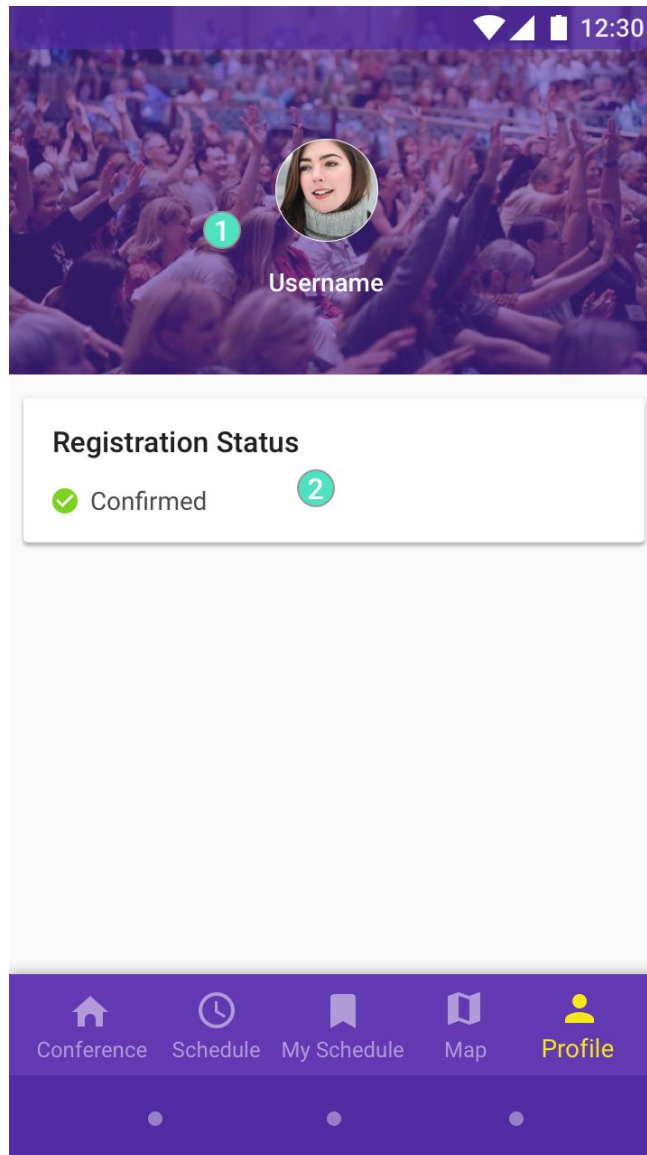 12:30
1
Username
Registration Status
2
Confirmed
Conference Schedule My Schedule Map Profile